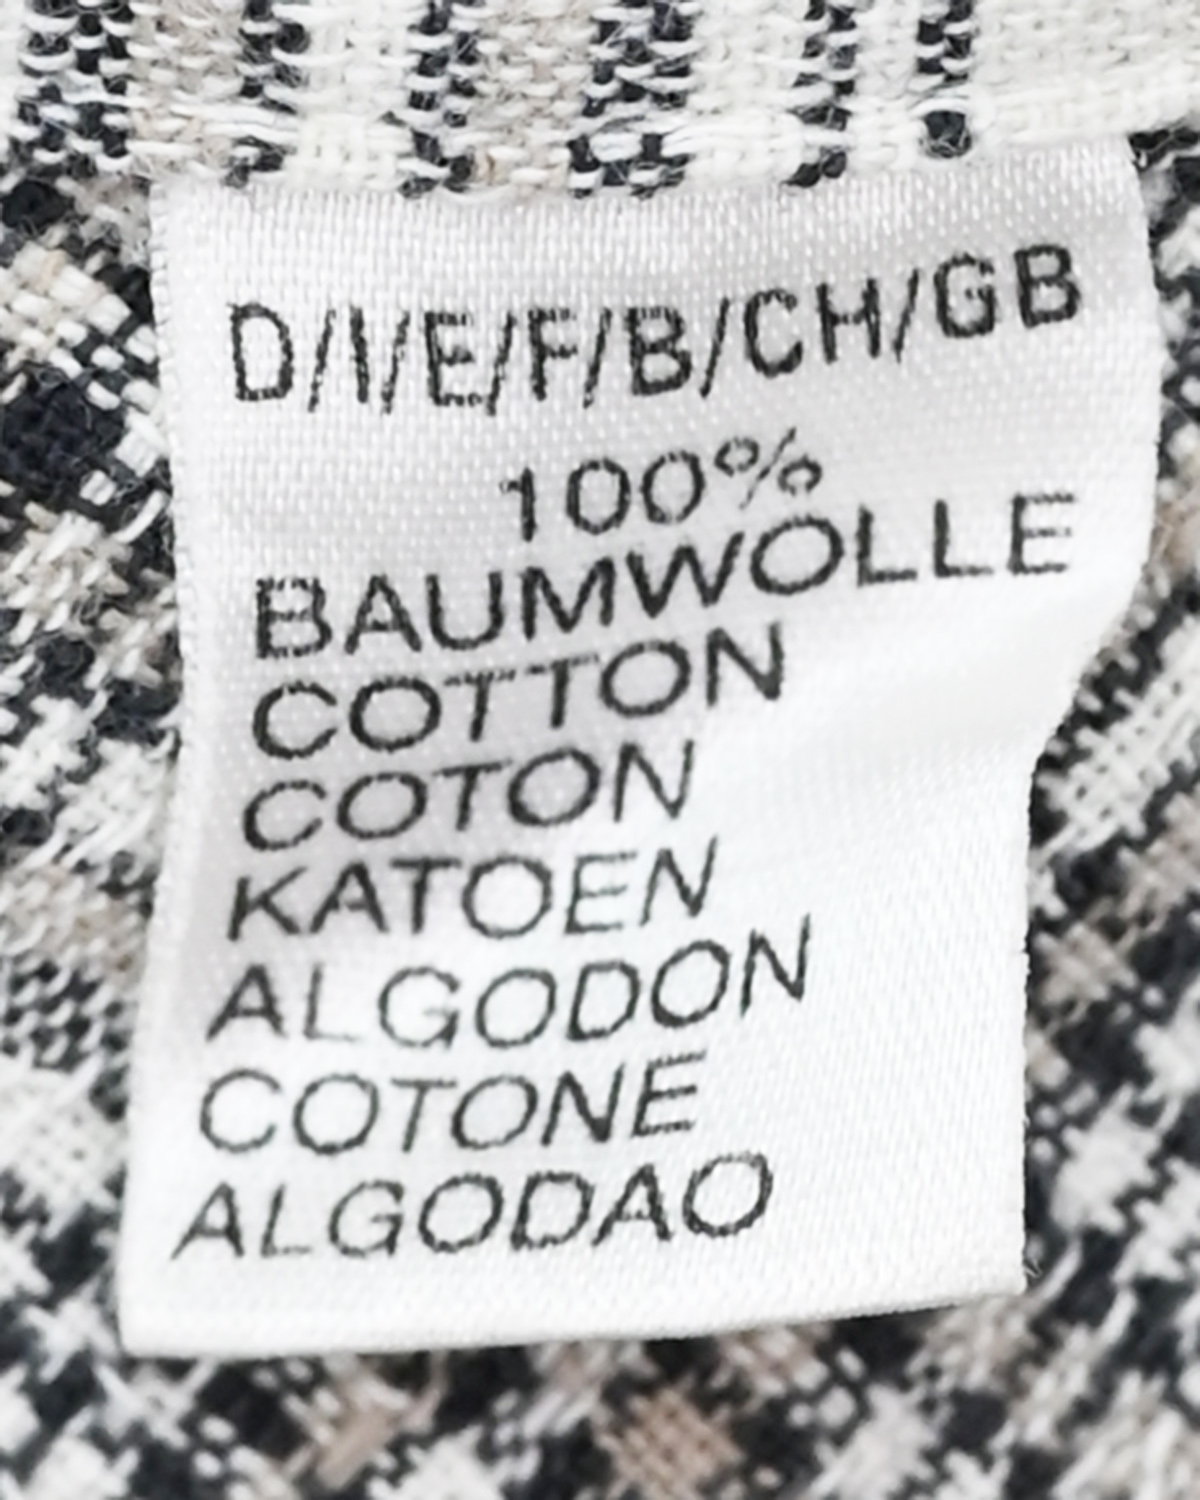 D/I/E/F/B/CH/GB
100%
BAUMWOLLE
COTTON
COTON
KATOEN
ALGODON
COTONE
ALGODAO